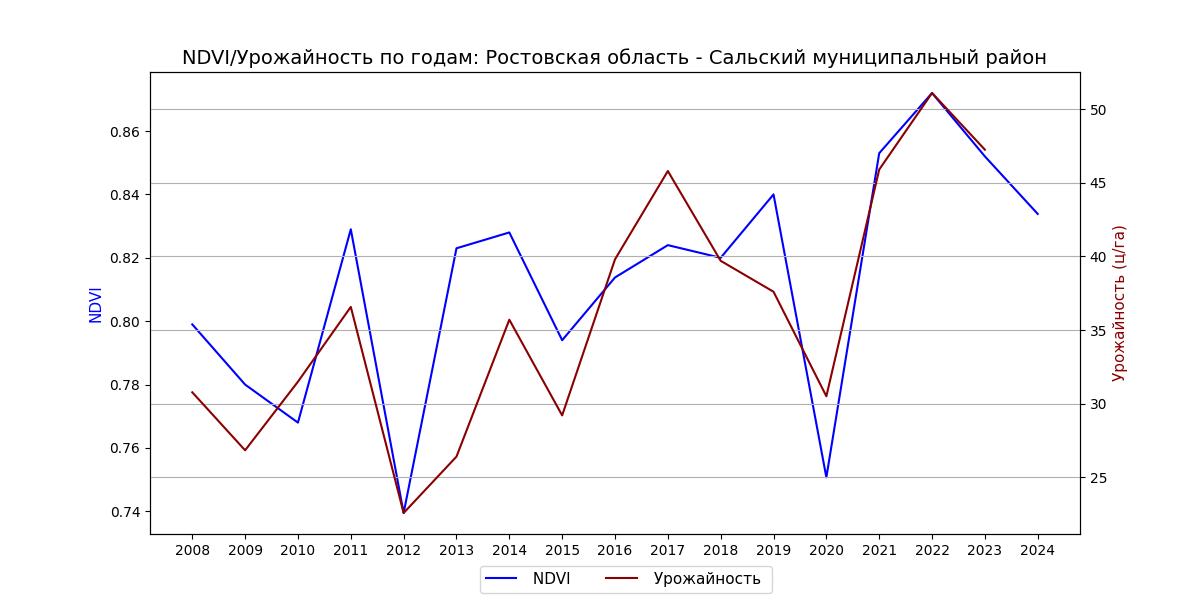 NDVI/Урожайность по годам: Ростовская область - Сальский муниципальный район
NDVI
0.86
0.84
0.82
0.80
0.78
0.76
0.74
50
45
40
35
30
25
Урожайность (ц/га)
2008 2009 2010 2011 2012 2013 2014 2015 2016 2017 2018 2019 2020 2021 2022 2023 2024
NDVI Урожайность